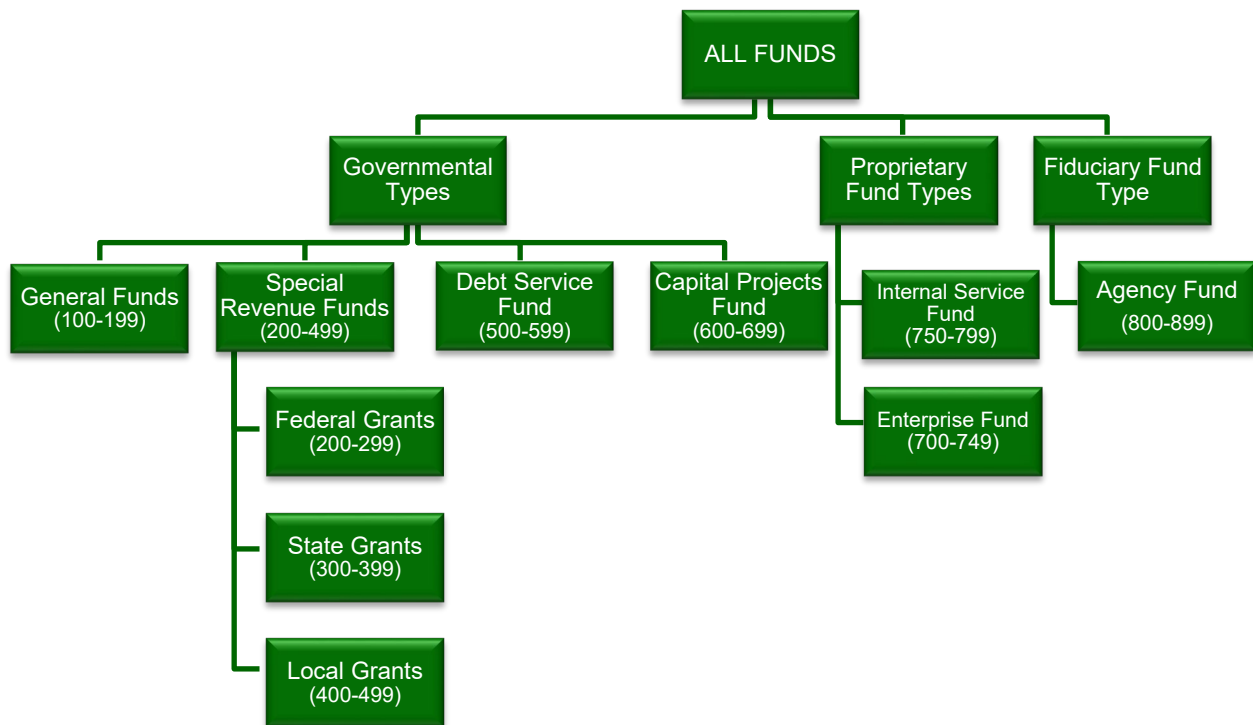 ALL FUNDS
Governmental
Types
Proprietary
Fund Types
Fiduciary Fund
Type
General Funds
(100-199)
Special
Revenue Funds
(200-499)
Debt Service
Fund
(500-599)
Capital Projects
Fund
(600-699)
Internal Service
Fund
(750-799)
Agency Fund
(800-899)
Federal Grants
(200-299)
Enterprise Fund
(700-749)
State Grants
(300-399)
Local Grants
(400-499)